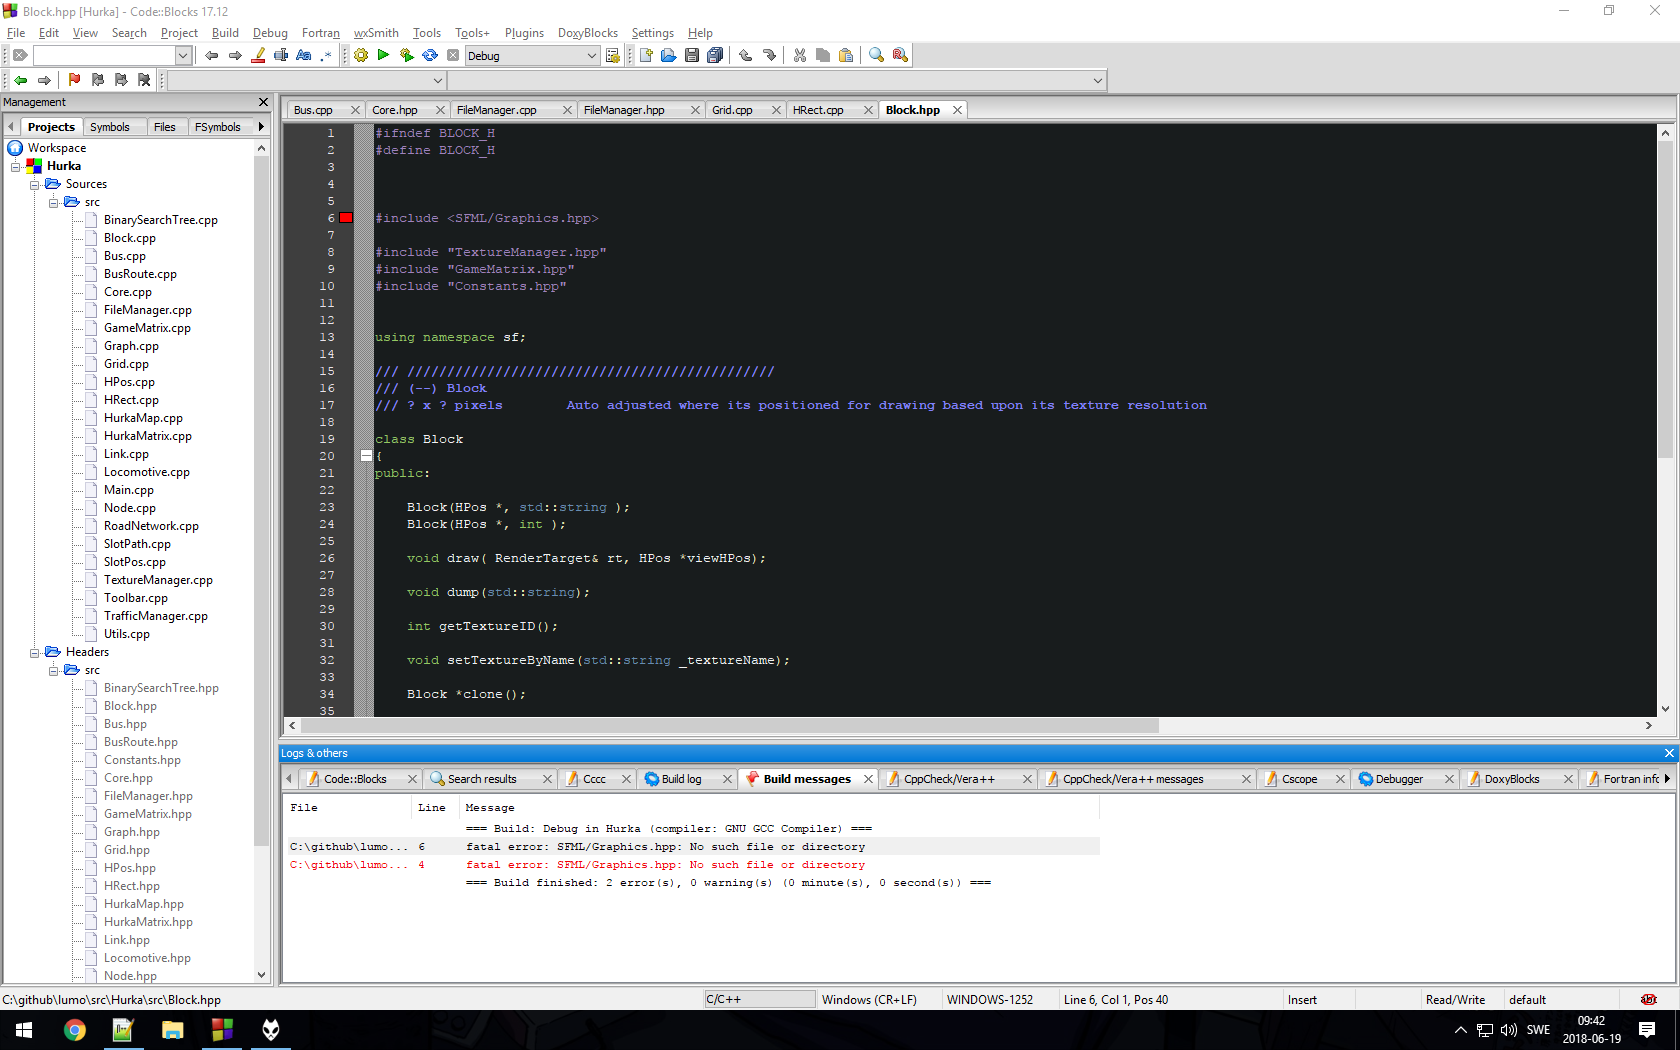 Block.hpp [Hurka] - Code::Blocks 17.12
File Edit View Search Project Build Debug Fortran wxSmith Tools Tools+ Plugins DoxyBlocks Settings Help
Debug
Management
Projects Symbols Files FSymbols
Workspace
Hurka
Sources
src
BinarySearchTree.cpp
Block.cpp
Bus.cpp
BusRoute.cpp
Core.cpp
FileManager.cpp
GameMatrix.cpp
Graph.cpp
Grid.cpp
HPos.cpp
HRect.cpp
HurkaMap.cpp
HurkaMatrix.cpp
Link.cpp
Locomotive.cpp
Main.cpp
Node.cpp
RoadNetwork.cpp
SlotPath.cpp
SlotPos.cpp
TextureManager.cpp
Toolbar.cpp
TrafficManager.cpp
Utils.cpp
Headers
src
BinarySearchTree.hpp
Block.hpp
Bus.hpp
BusRoute.hpp
Constants.hpp
Core.hpp
FileManager.hpp
GameMatrix.hpp
Graph.hpp
Grid.hpp
HPos.hpp
HRect.hpp
HurkaMap.hpp
HurkaMatrix.hpp
Link.hpp
Locomotive.hpp
Node.hpp
Bus.cpp Core.hpp FileManager.cpp FileManager.hpp Grid.cpp HRect.cpp Block.hpp
1 #ifndef BLOCK_H
2 #define BLOCK_H
3
4
5
6 #include <SFML/Graphics.hpp>
7
8 #include "TextureManager.hpp"
9 #include "GameMatrix.hpp"
10 #include "Constants.hpp"
11
12
13 using namespace sf;
14
15 /// //////////////////////////////////////////////
16 /// (--) Block
17 /// ? x ? pixels Auto adjusted where its positioned for drawing based upon its texture resolution
18
19 class Block
20 {
21 public:
22
23 Block(HPos *, std::string );
24 Block(HPos *, int );
25
26 void draw( RenderTarget& rt, HPos *viewHPos);
27
28 void dump(std::string);
29
30 int getTextureID();
31
32 void setTextureByName(std::string _textureName);
33
34 Block *clone();
35
Logs & others
Code::Blocks Search results Cccc Build log Build messages CppCheck/Vera++ CppCheck/Vera++ messages Cscope Debugger DoxyBlocks Fortran info
File Line Message
=== Build: Debug in Hurka (compiler: GNU GCC Compiler) ===
C:\github\lumo... 6 fatal error: SFML/Graphics.hpp: No such file or directory
C:\github\lumo... 4 fatal error: SFML/Graphics.hpp: No such file or directory
=== Build finished: 2 error(s), 0 warning(s) (0 minute(s), 0 second(s)) ===
C:\github\lumo\src\Hurka\src\Block.hpp C/C++ Windows (CR+LF) WINDOWS-1252 Line 6, Col 1, Pos 40 Insert Read/Write default
SWE
09:42
2018-06-19